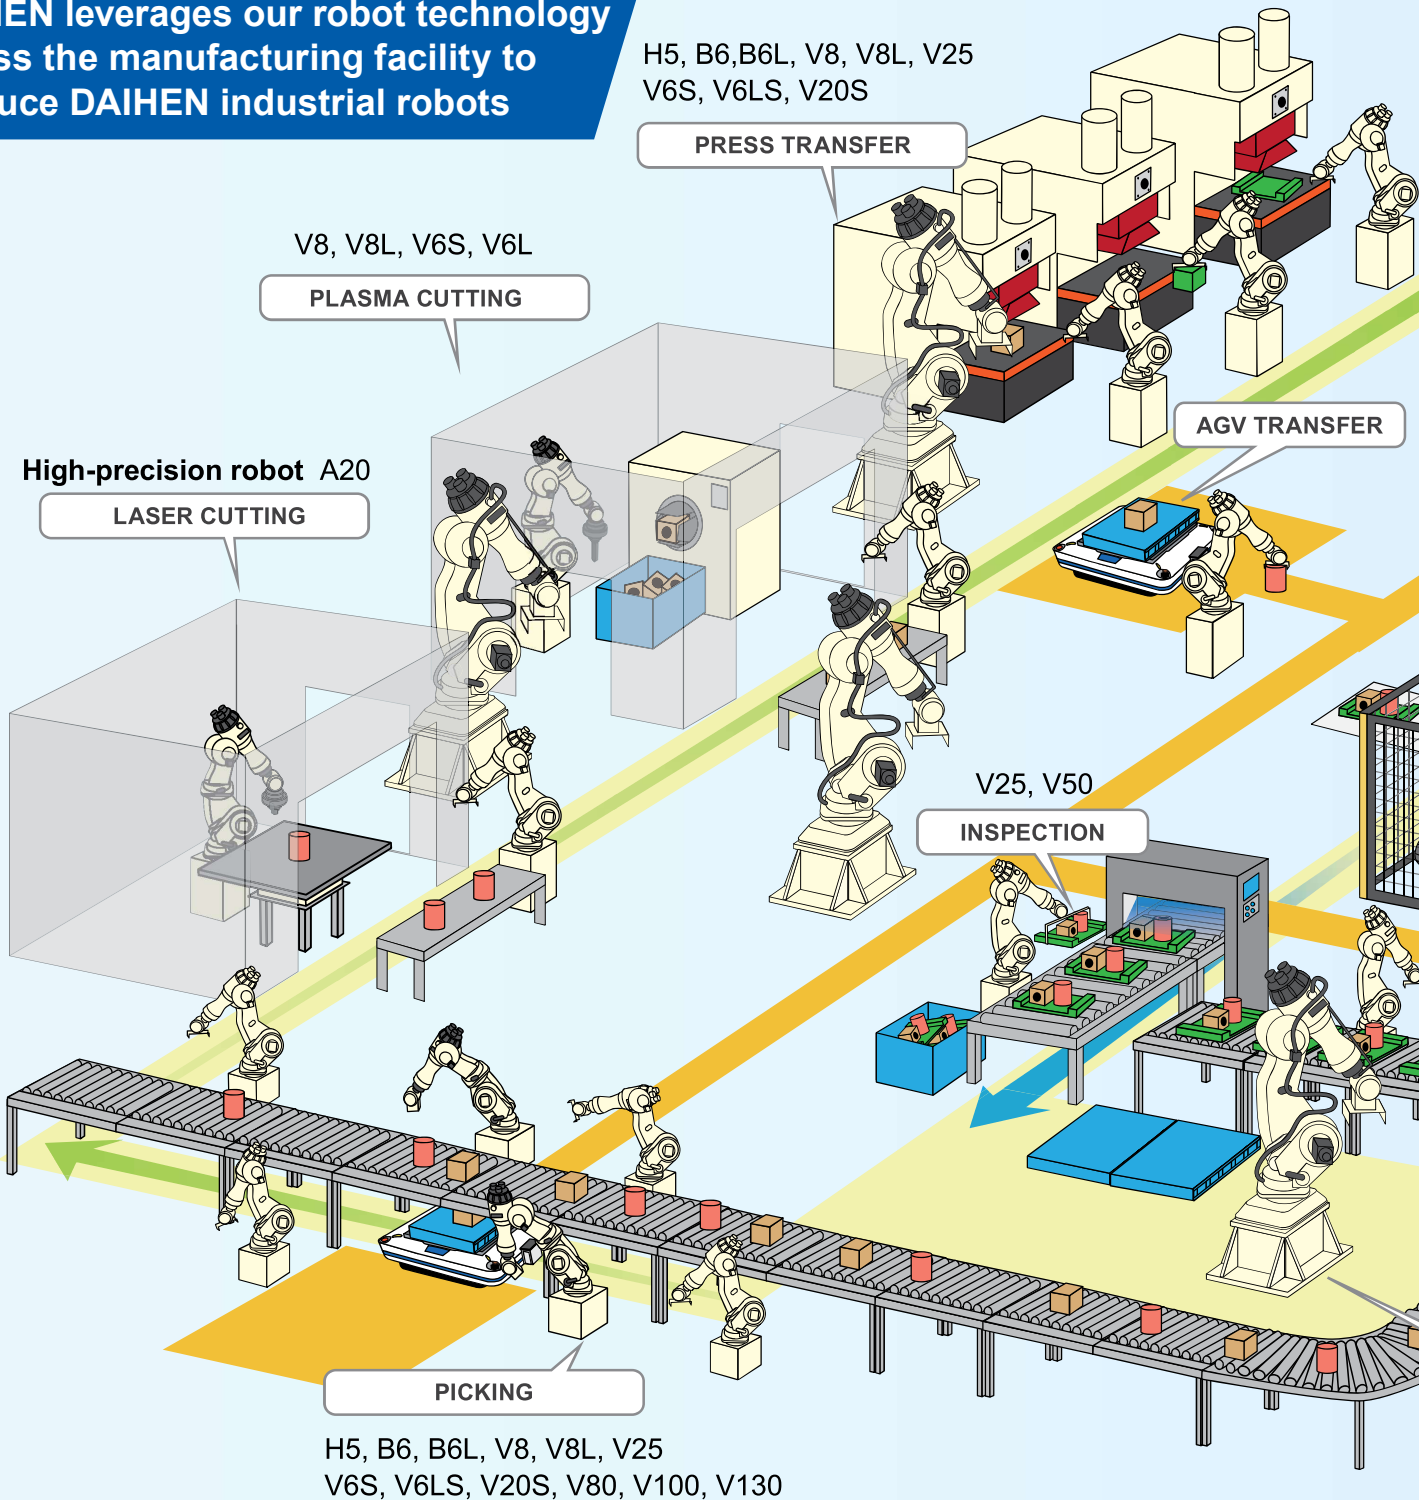 HEN leverages our robot technology
ss the manufacturing facility to
uce DAIHEN industrial robots
H5, B6,B6L, V8, V8L, V25
V6S, V6LS, V20S
PRESS TRANSFER
V8, V8L, V6S, V6L
PLASMA CUTTING
AGV TRANSFER
High-precision robot A20
LASER CUTTING
V25, V50
INSPECTION
PICKING
H5, B6, B6L, V8, V8L, V25
V6S, V6LS, V20S, V80, V100, V130